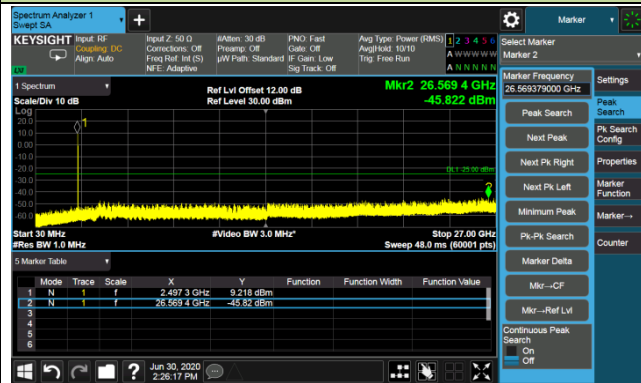 Spectrum Analyzer 1
Swept SA
+
Marker
KEYSIGHT
Input: RF
Coupling: DC
Align: Auto
Input Z: 50 Ω
Corrections: Off
Freq Ref: Int (S)
NFE: Adaptive
#Atten: 30 dB
Preamp: Off
µW Path: Standard
PNO: Fast
Gate: Off
IF Gain: Low
Sig Track: Off
Avg Type: Power (RMS)
Avg|Hold: 10/10
Trig: Free Run
1 2 3 4 5 6
A W W W W W
A N N N N N
Select Marker
Marker 2
LW
1 Spectrum
Scale/Div 10 dB
Log
Ref Lvl Offset 12.00 dB
Ref Level 30.00 dBm
Mkr2 26.569 4 GHz
-45.822 dBm
20.0
10.0
0.00
-10.0
-20.0
-30.0
-40.0
-50.0
-60.0
1
2
DL1 -25.00 dBm
Start 30 MHz
#Res BW 1.0 MHz
#Video BW 3.0 MHz*
Stop 27.00 GHz
Sweep 48.0 ms (60001 pts)
5 Marker Table
Mode Trace Scale X Y Function Function Width Function Value
1 N 1 f 2.497 3 GHz 9.218 dBm
2 N 1 f 26.569 4 GHz -45.82 dBm
3
4
5
6
Marker Frequency
26.569379000 GHz
Peak Search
Next Peak
Next Pk Right
Next Pk Left
Minimum Peak
Pk-Pk Search
Marker Delta
Mkr→CF
Mkr→Ref Lvl
Continuous Peak
Search
On
Off
Settings
Peak
Search
Pk Search
Config
Properties
Marker
Function
Marker→
Counter
?
Jun 30, 2020
2:26:17 PM